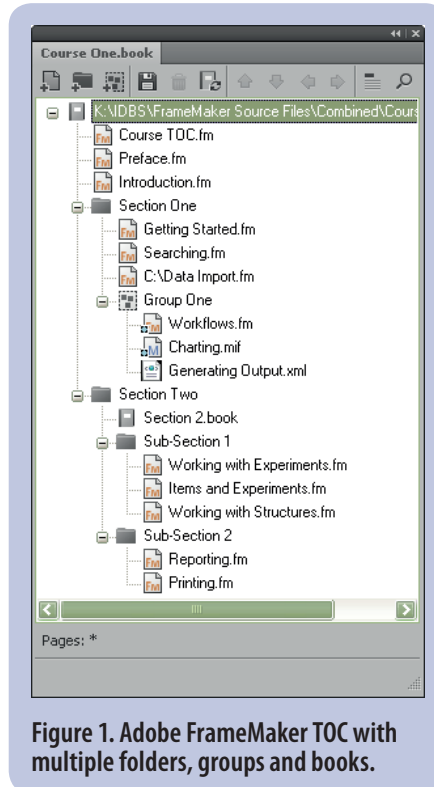 Course One.book
K:\IDBS\FrameMaker Source Files\Combined\Cours
Course TOC.fm
Preface.fm
Introduction.fm
Section One
Getting Started.fm
Searching.fm
C:\Data Import.fm
Group One
Workflows.fm
Charting.mif
Generating Output.xml
Section Two
Section 2.book
Sub-Section 1
Working with Experiments.fm
Items and Experiments.fm
Working with Structures.fm
Sub-Section 2
Reporting.fm
Printing.fm
Pages: *
Figure 1. Adobe FrameMaker TOC with
multiple folders, groups and books.